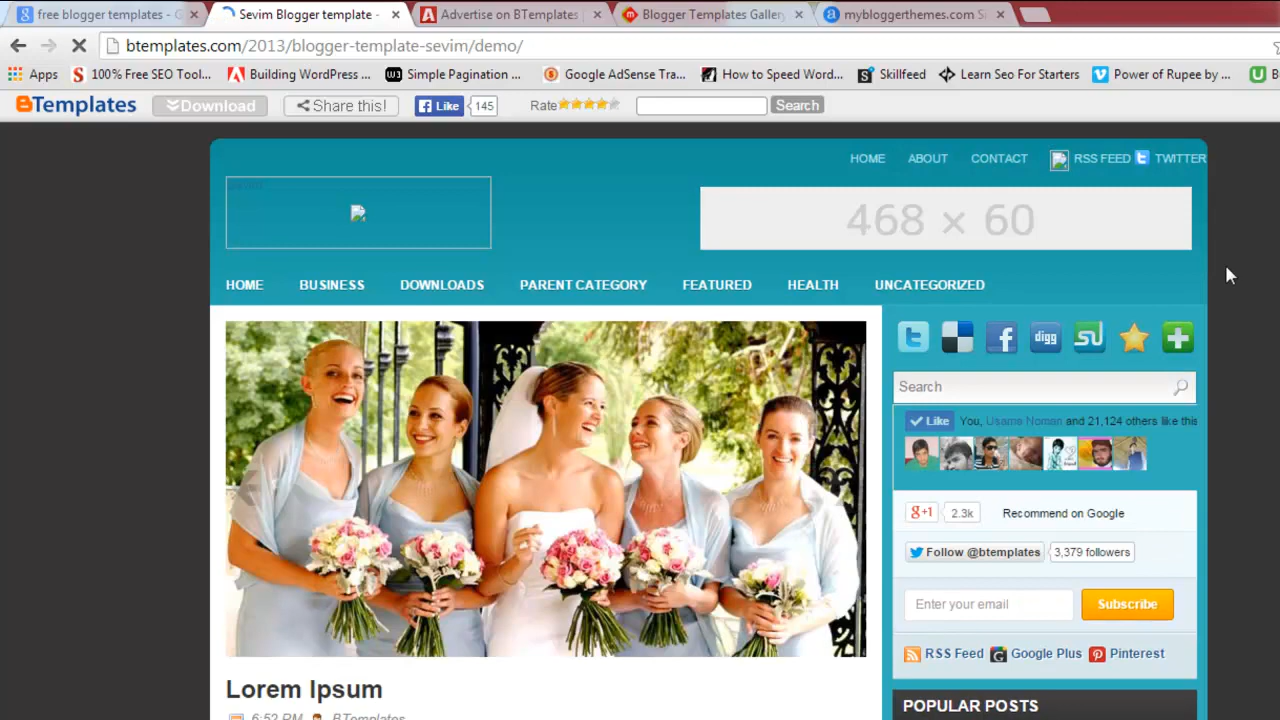 free blogger templates - G
Sevim Blogger template -
Advertise on BTemplates |
Blogger Templates Gallery
mybloggerthemes.com Si
btemplates.com/2013/blogger-template-sevim/demo/
Apps
100% Free SEO Tool...
Building WordPress ...
Simple Pagination ...
Google AdSense Tra...
How to Speed Word...
Skillfeed
Learn Seo For Starters
Power of Rupee by ...
BTemplates
Download
Share this!
Like
145
Rate
Search
HOME
ABOUT
CONTACT
RSS FEED
TWITTER
468 × 60
HOME
BUSINESS
DOWNLOADS
PARENT CATEGORY
FEATURED
HEALTH
UNCATEGORIZED
digg
Search
Like
You, Usama Noman and 21,124 others like this
+1
2.3k
Recommend on Google
Follow @btemplates
3,379 followers
Enter your email
Subscribe
RSS Feed
Google Plus
Pinterest
Lorem Ipsum
6:52 PM
BTemplates
POPULAR POSTS